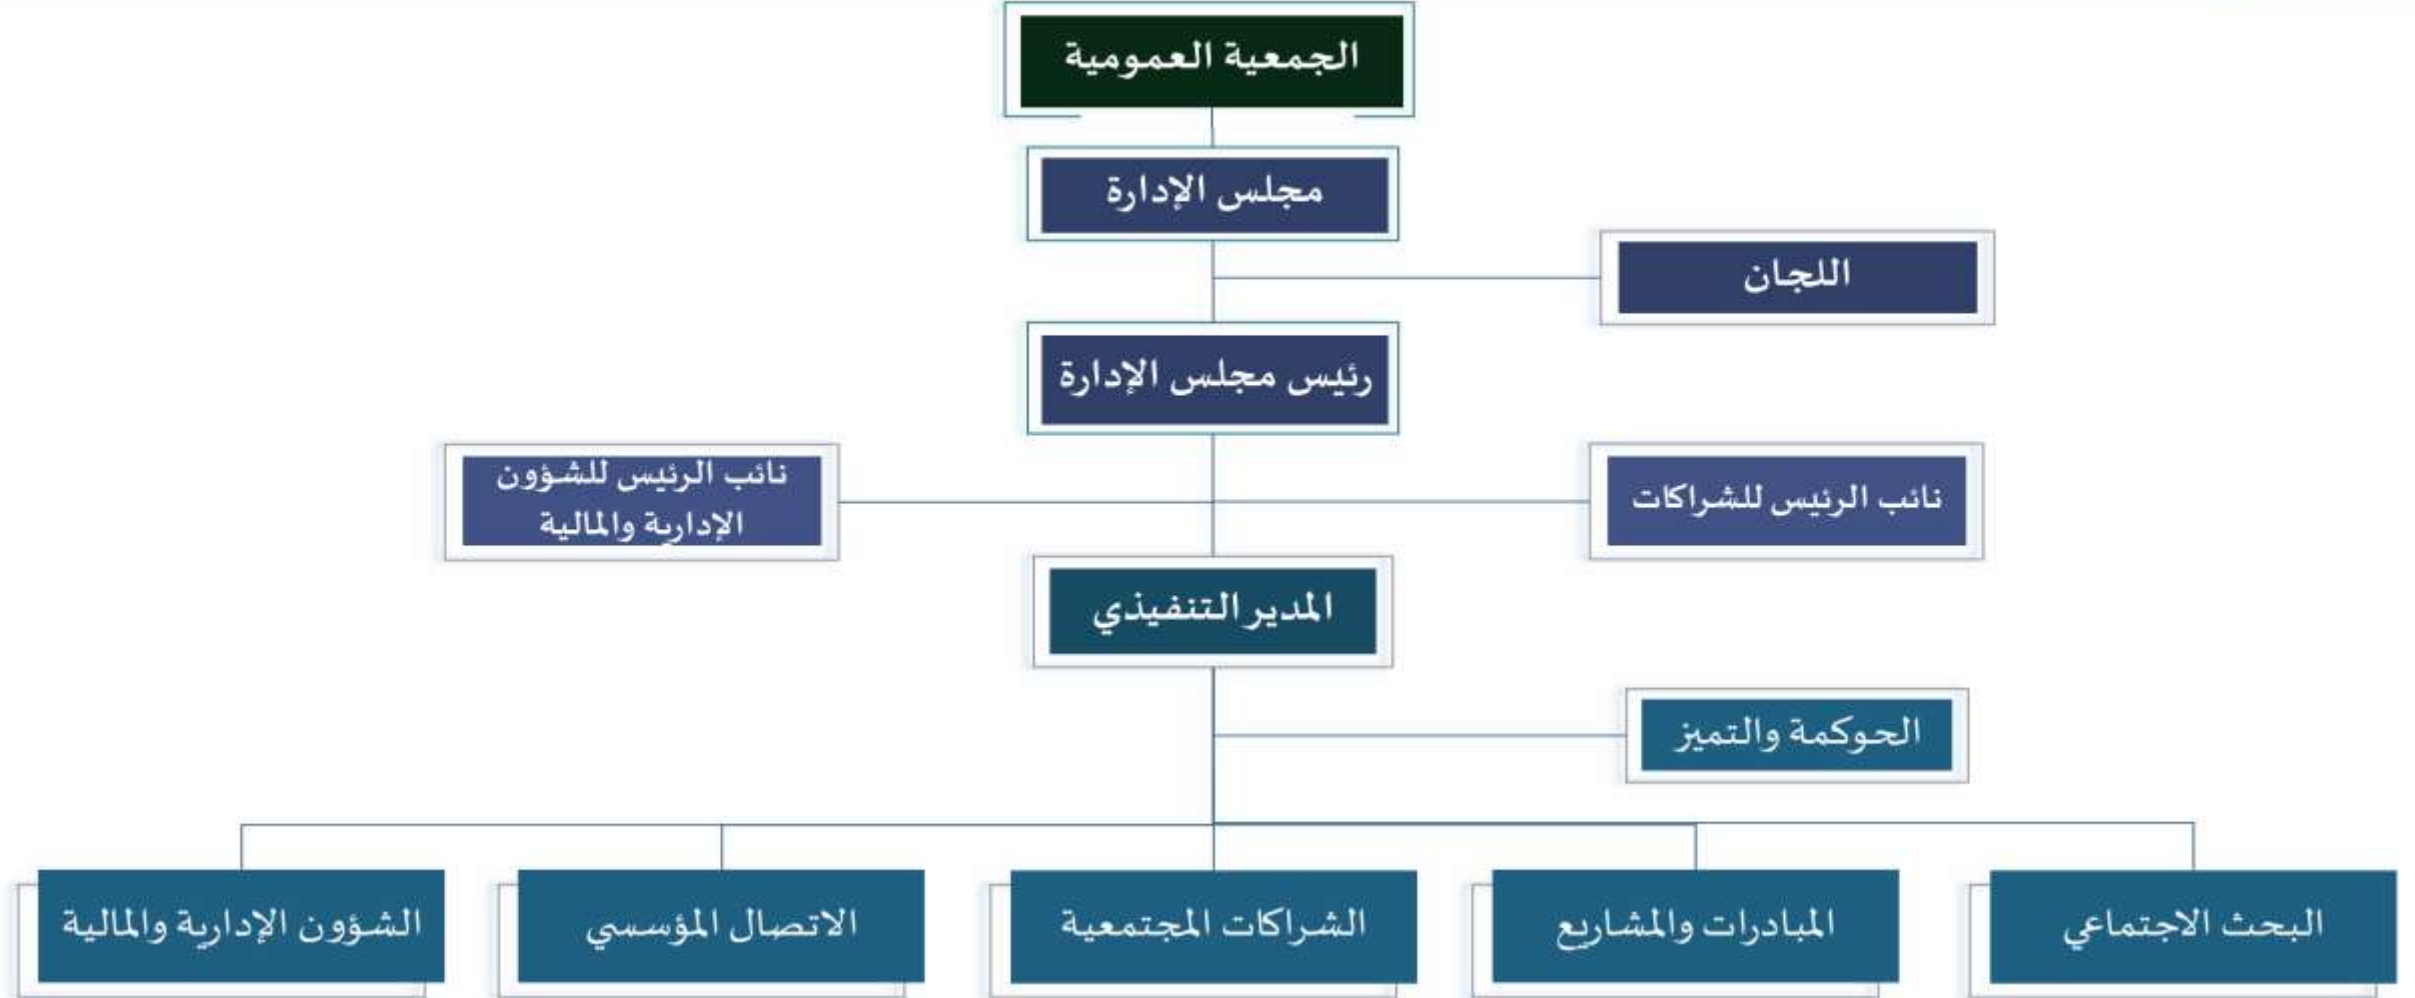 الجمعية العمومية
مجلس الإدارة
اللجان
رئيس مجلس الإدارة
نائب الرئيس للشراكات
نائب الرئيس للشؤون
الإدارية والمالية
المدير التنفيذي
الحوكمة والتميز
البحث الاجتماعي
المبادرات والمشاريع
الشراكات المجتمعية
الاتصال المؤسسي
الشؤون الإدارية والمالية